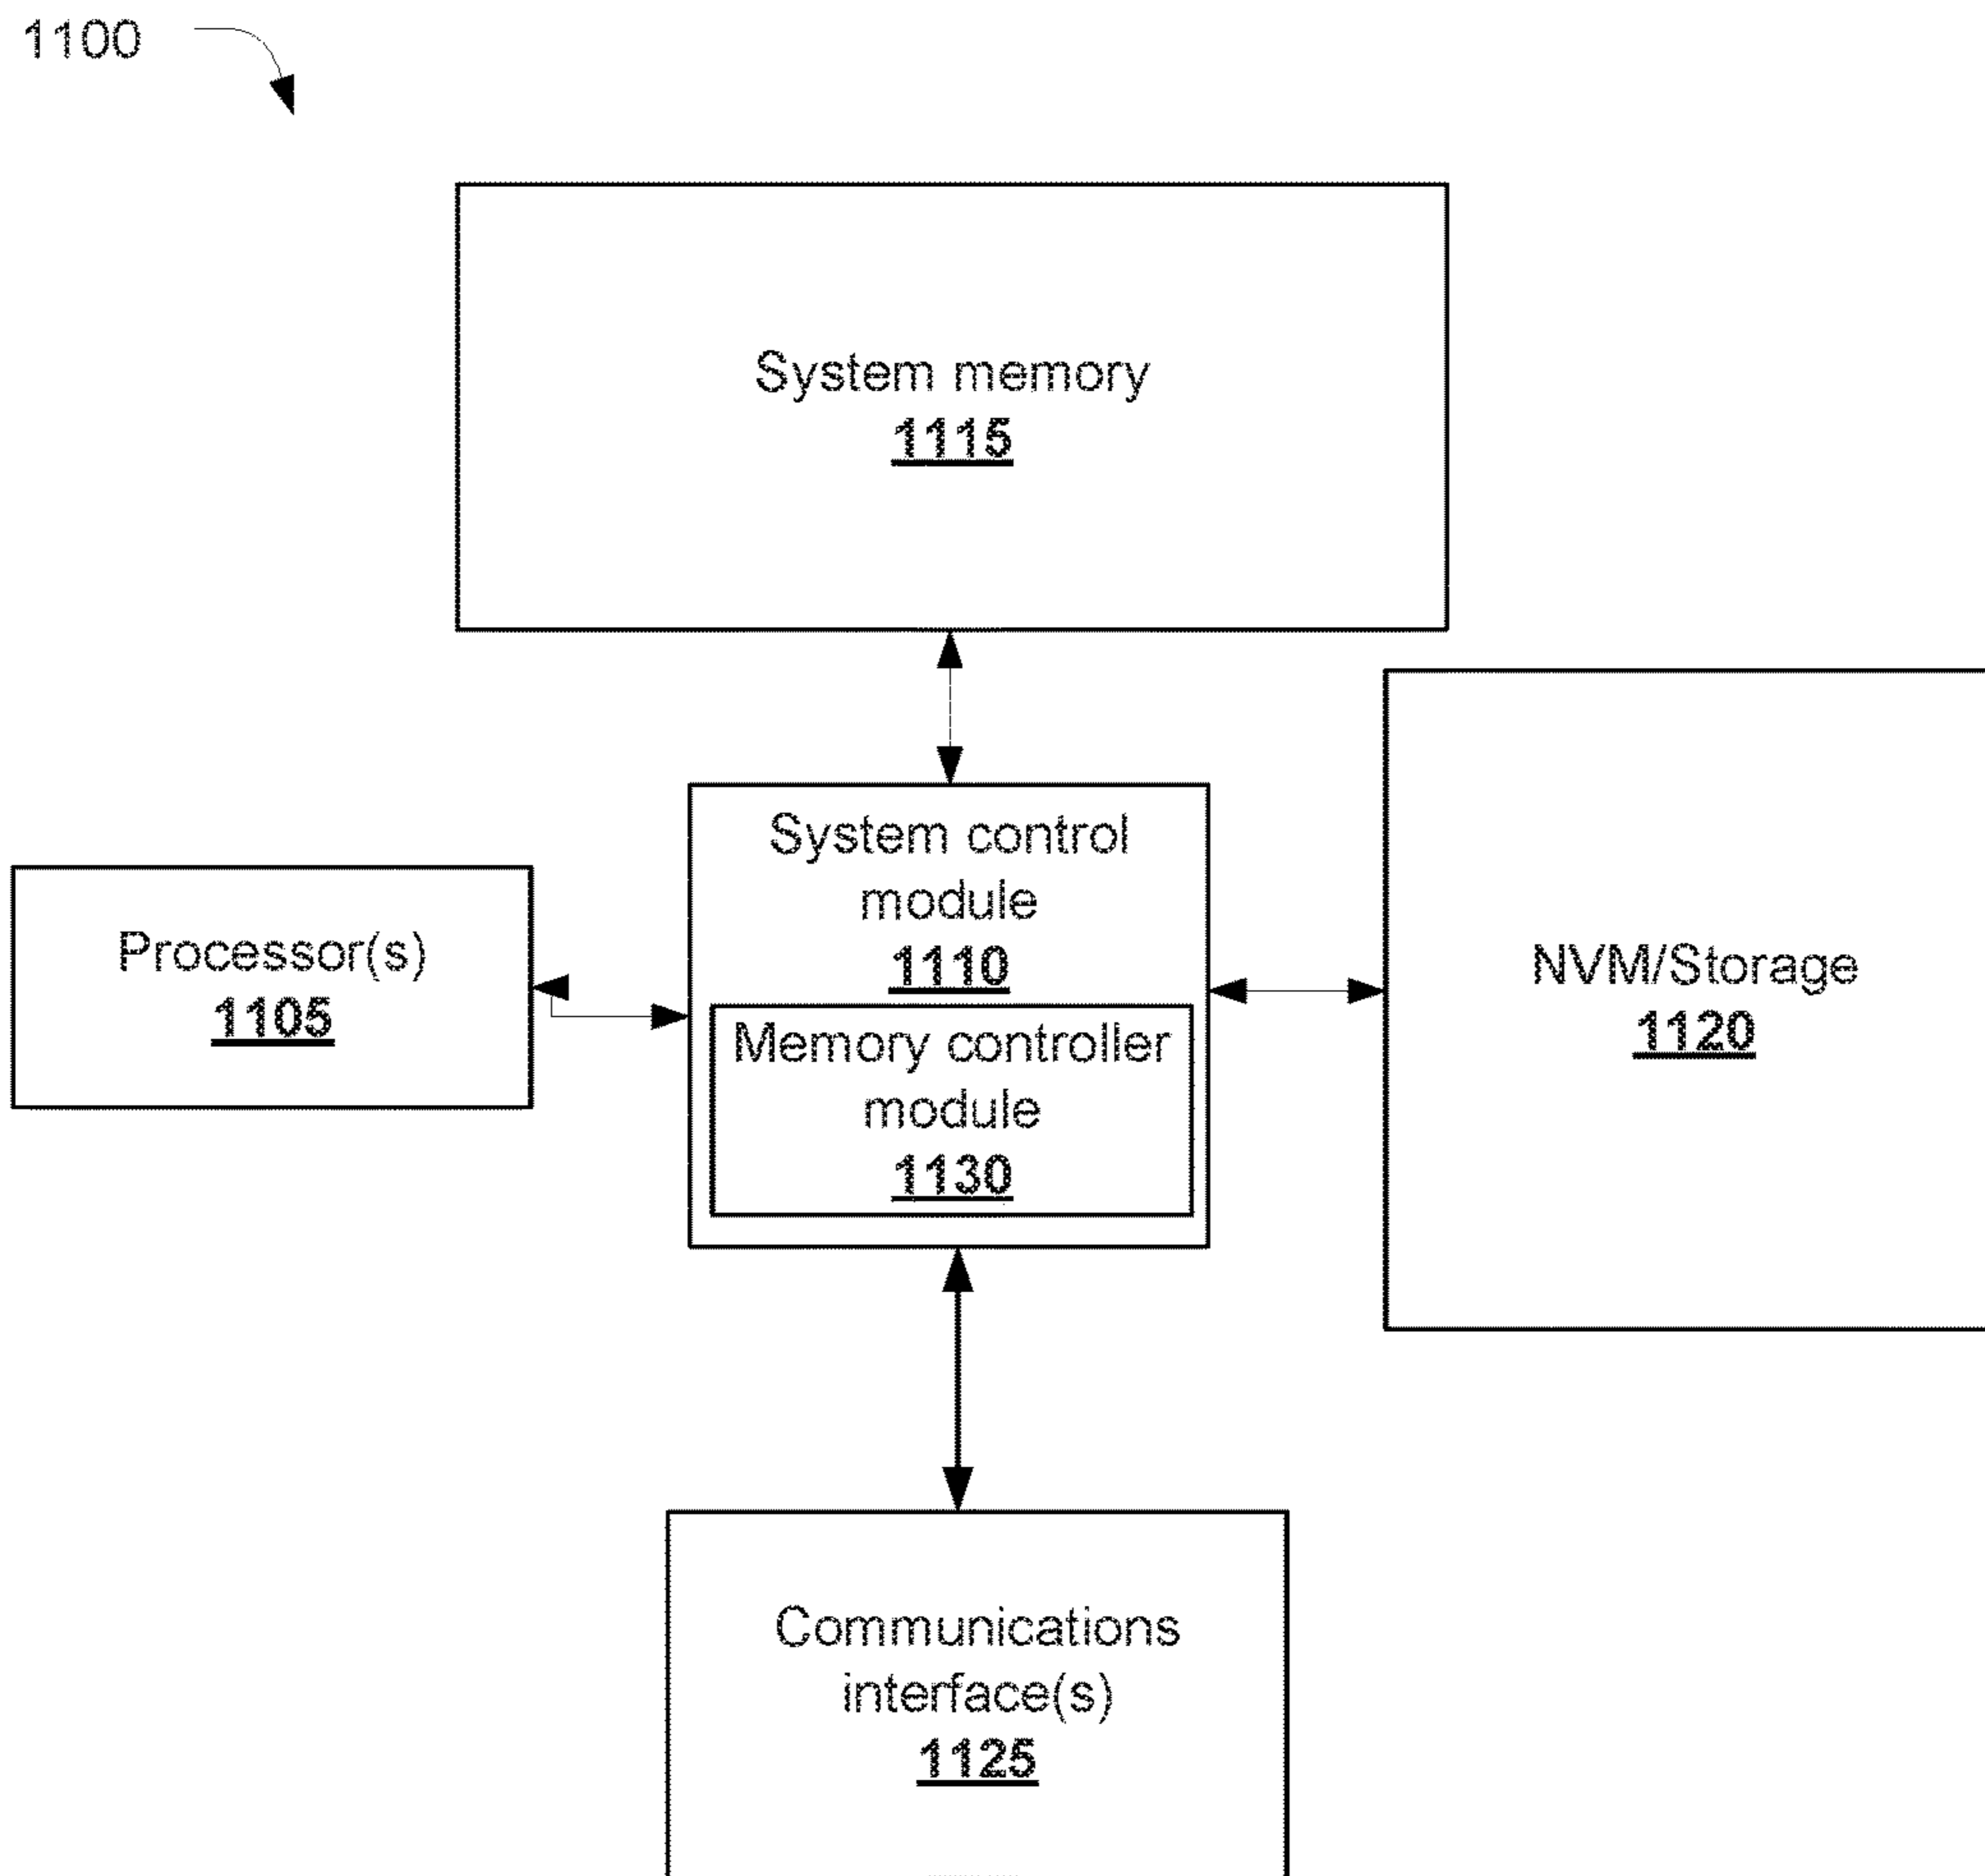 1100
System memory
1115
System control
module
1110
Processor(s)
1105
Memory controller
module
1130
NVM/Storage
1120
Communications
interface(s)
1125